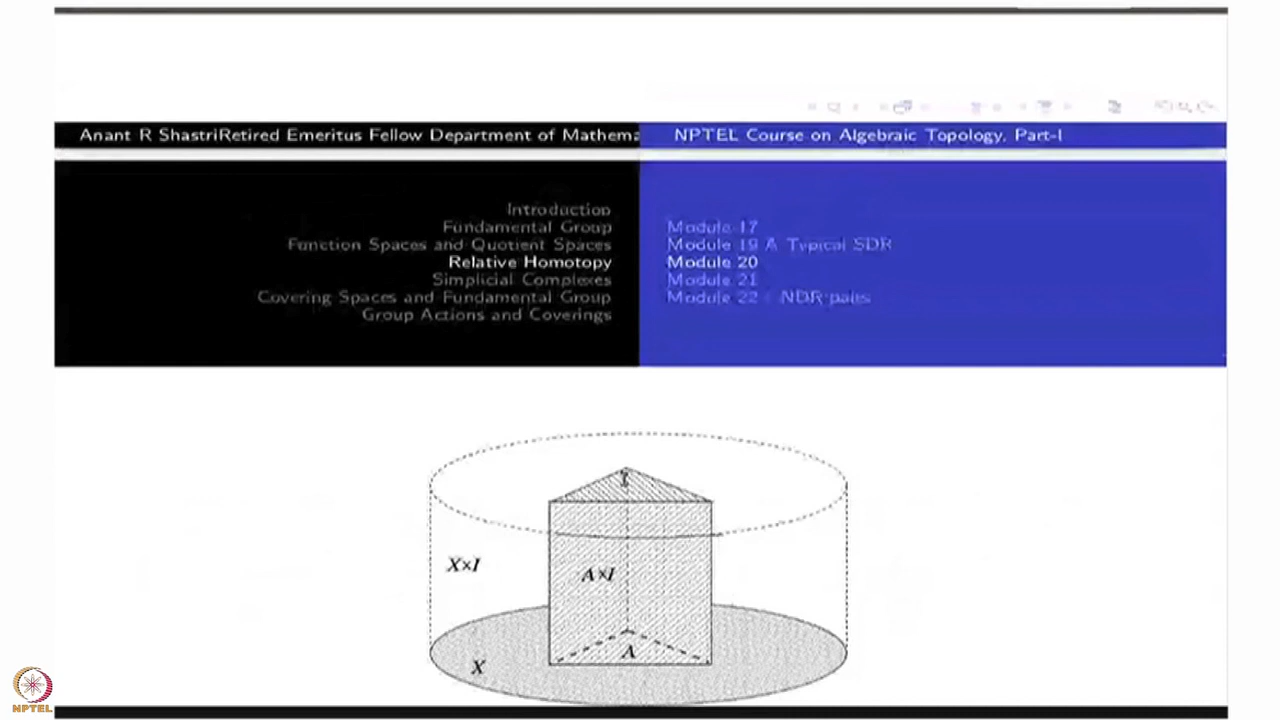 Anant R ShastriRetired Emeritus Fellow Department of Mathema
NPTEL Course on Algebraic Topology, Part-I
Introduction
Fundamental Group
Function Spaces and Quotient Spaces
Relative Homotopy
Simplicial Complexes
Covering Spaces and Fundamental Group
Group Actions and Coverings
Module 17
Module 19 A Typical SDR
Module 20
Module 21
Module 22 : NDR pairs
X×I
A×I
A
X
NPTEL